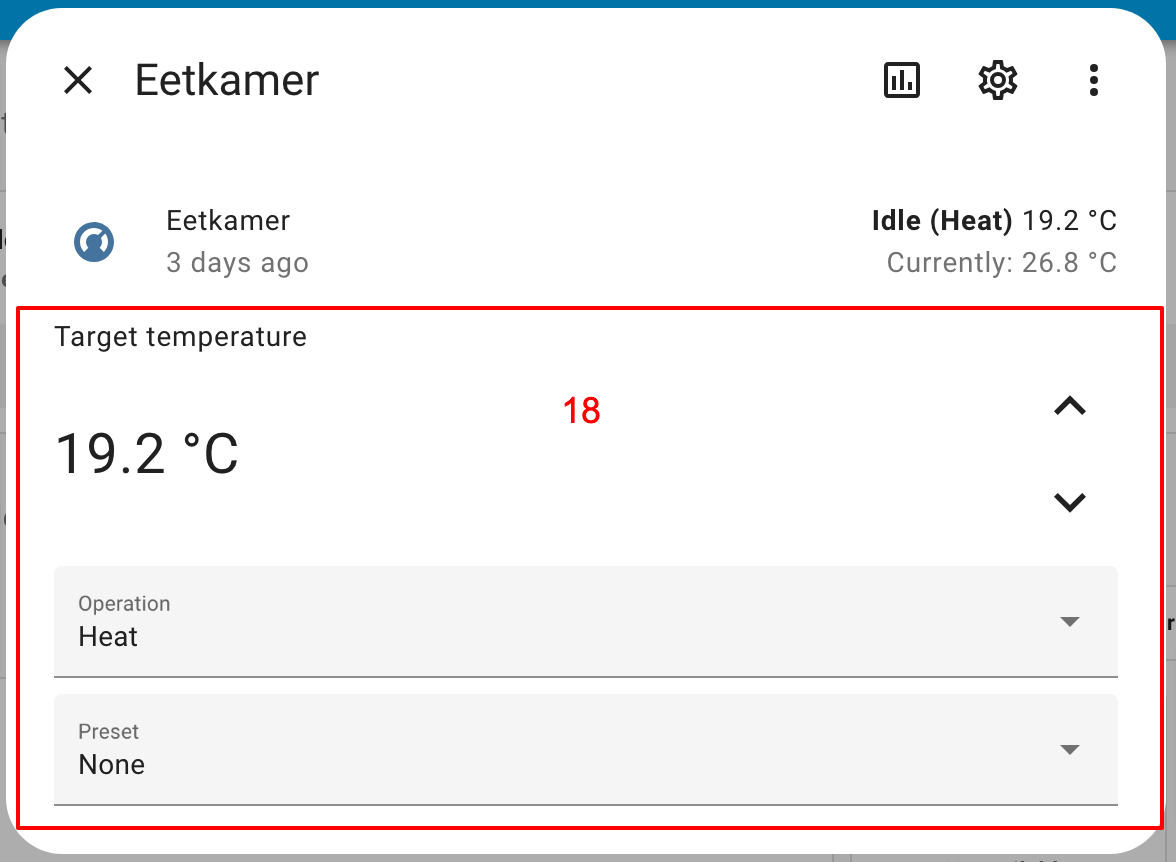 Eetkamer
Eetkamer
Idle (Heat) 19.2 °C
3 days ago
Currently: 26.8 °C
Target temperature
18
19.2 °C
Operation
Heat
Preset
None